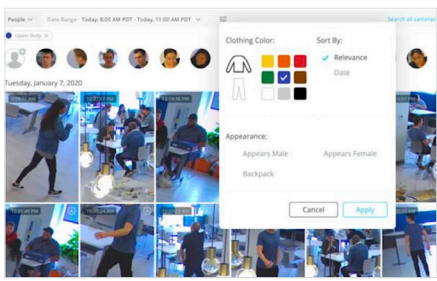 People
Date Range Today, 8:00 AM PDT - Today, 11:00 AM PDT
Search all cameras
Upper Body
Tuesday, January 7, 2020
Clothing Color:
Sort By:
Relevance
Date
Appearance:
Appears Male
Appears Female
Backpack
Cancel
Apply